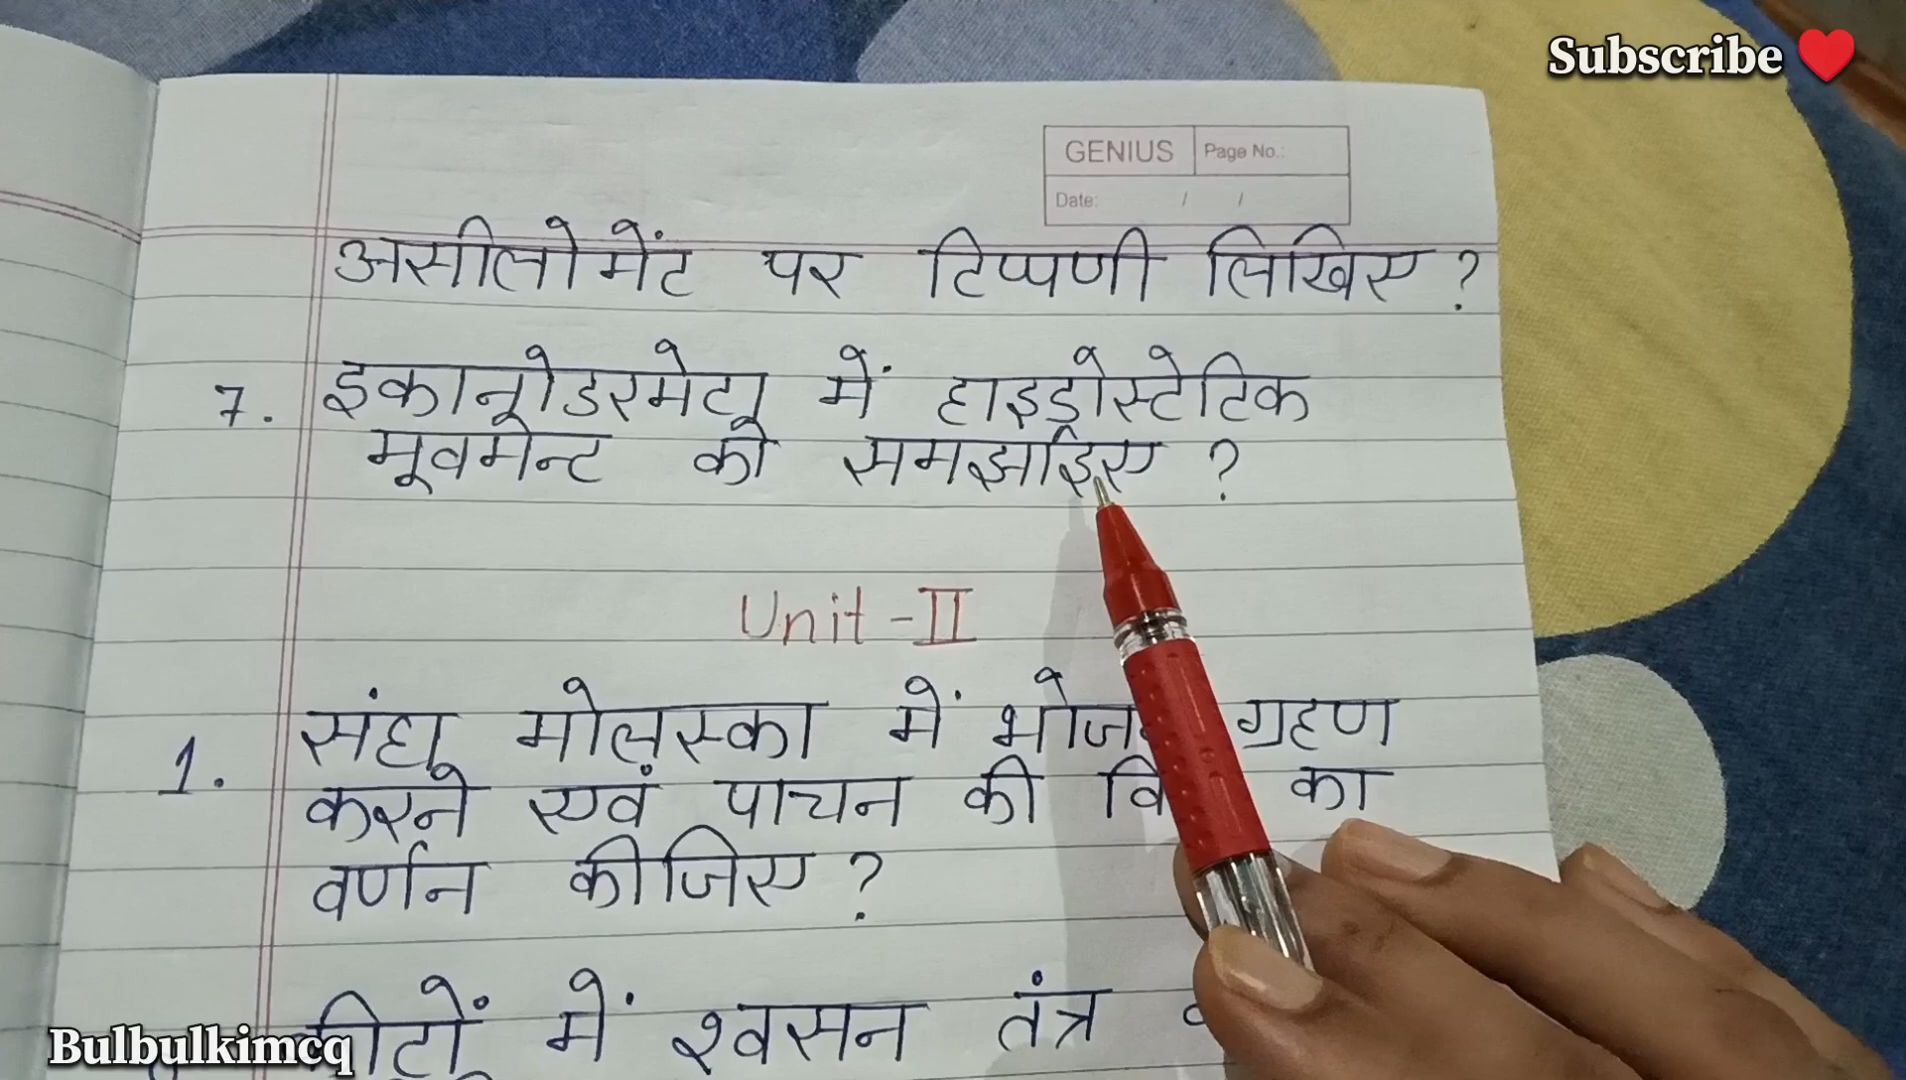 Subscribe
GENIUS Page No.:
Date: / /
असीलोमेंट पर टिप्पणी लिखिए ?
7. इकानूोडरमेटा में हाइड्रोस्टेटिक
मूवमेन्ट को समझाइए ?
Unit - II
1. संघ मोलस्का में ग्रहण
करने एवं पाचन की का
वर्णन कीजिए ?
में श्वसन तंत्र
Bulbulkimcq